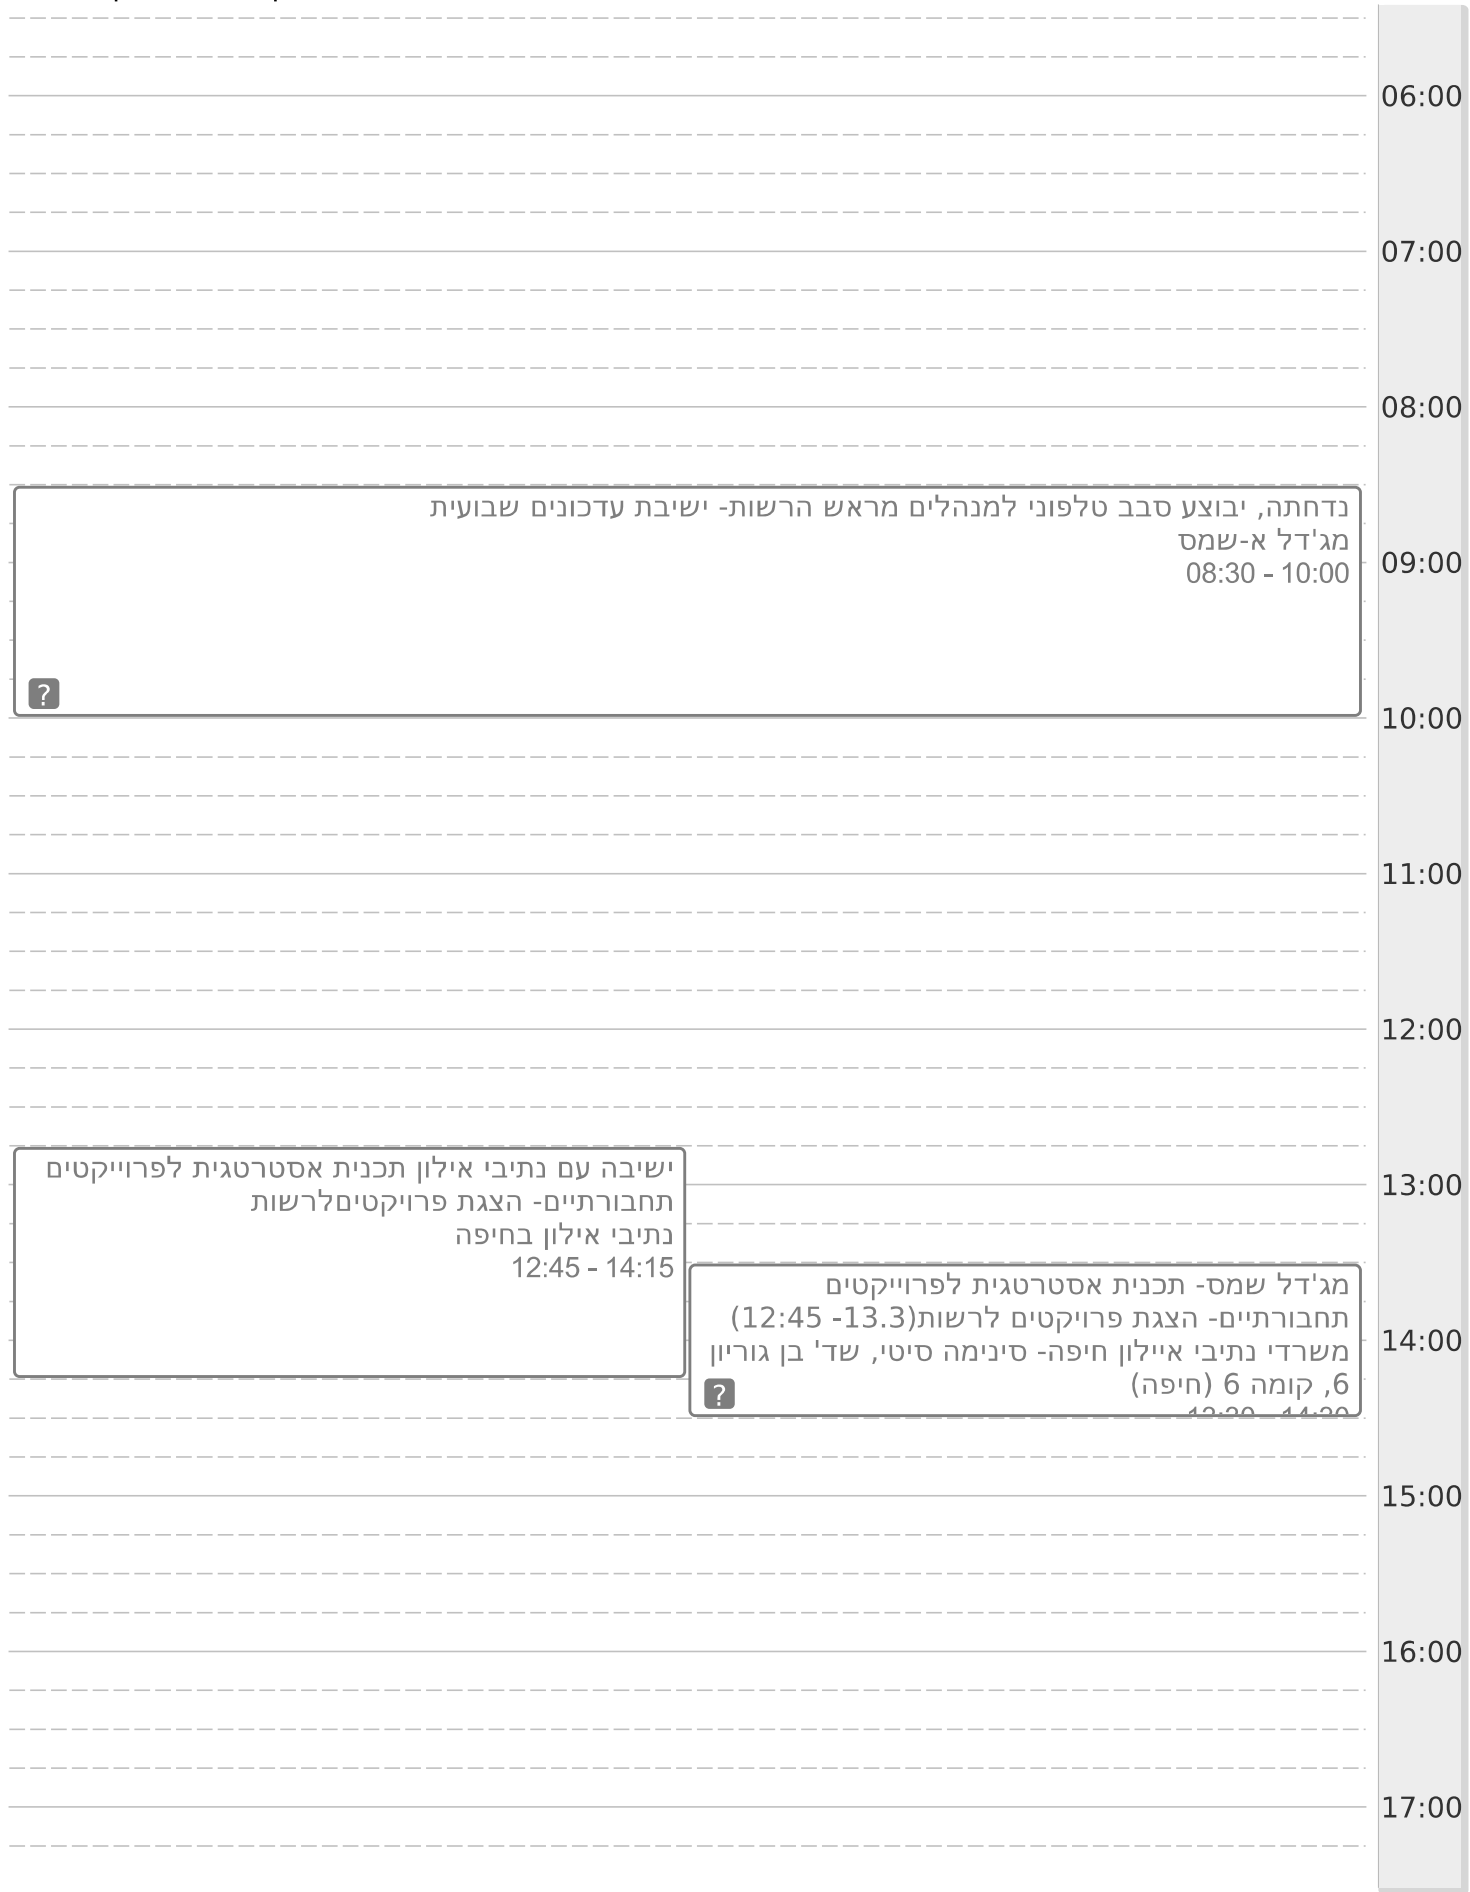 06:00
07:00
08:00
נדחתה, יבוצע סבב טלפוני למנהלים מראש הרשות- ישיבת עדכונים שבועית
מג'דל א-שמס
08:30 - 10:00
?
09:00
10:00
11:00
12:00
ישיבה עם נתיבי אילון תכנית אסטרטגית לפרוייקטים
תחבורתיים- הצגת פרויקטיםלרשות
נתיבי אילון בחיפה
12:45 - 14:15
13:00
מג'דל שמס- תכנית אסטרטגית לפרוייקטים
תחבורתיים- הצגת פרויקטים לרשות(13.3- 12:45)
משרדי נתיבי איילון חיפה- סינימה סיטי, שד' בן גוריון
6, קומה 6 (חיפה)
?
14:00
15:00
16:00
17:00